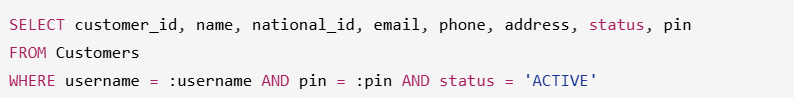 SELECT customer_id, name, national_id, email, phone, address, status, pin
FROM Customers
WHERE username = :username AND pin = :pin AND status = 'ACTIVE'